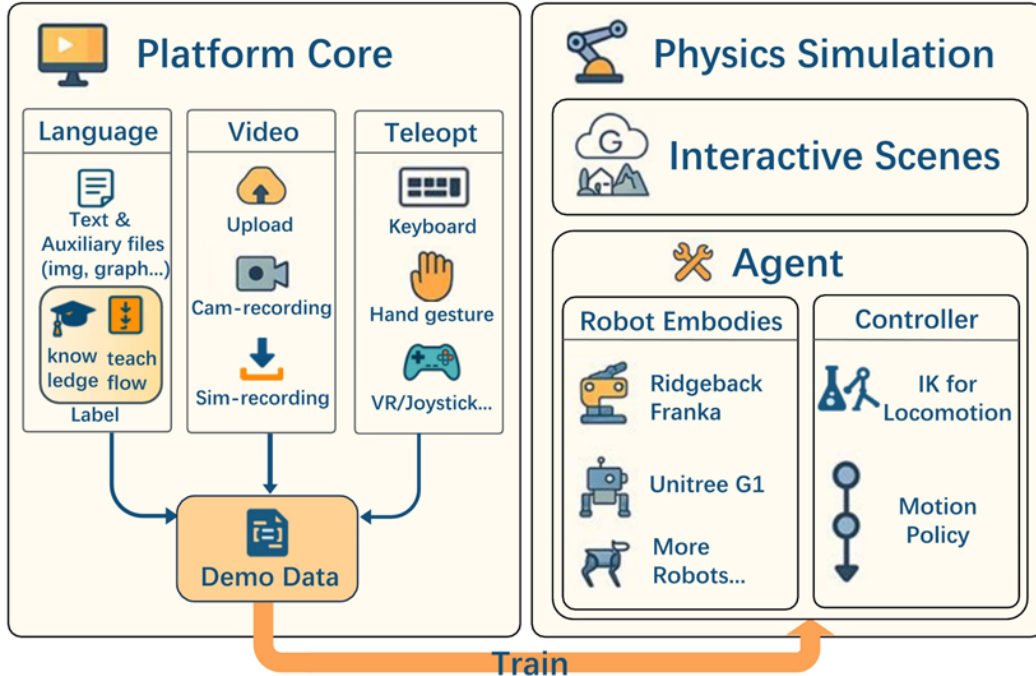 Platform Core
Language
Text &
Auxiliary files
(img, graph...)
know
ledge
teach
flow
Label
Video
Upload
Cam-recording
Sim-recording
Teleopt
Keyboard
Hand gesture
VR/Joystick...
Demo Data
Train
Physics Simulation
G
Interactive Scenes
Agent
Robot Embodies
Ridgeback
Franka
Unitree G1
More
Robots...
Controller
IK for
Locomotion
Motion
Policy